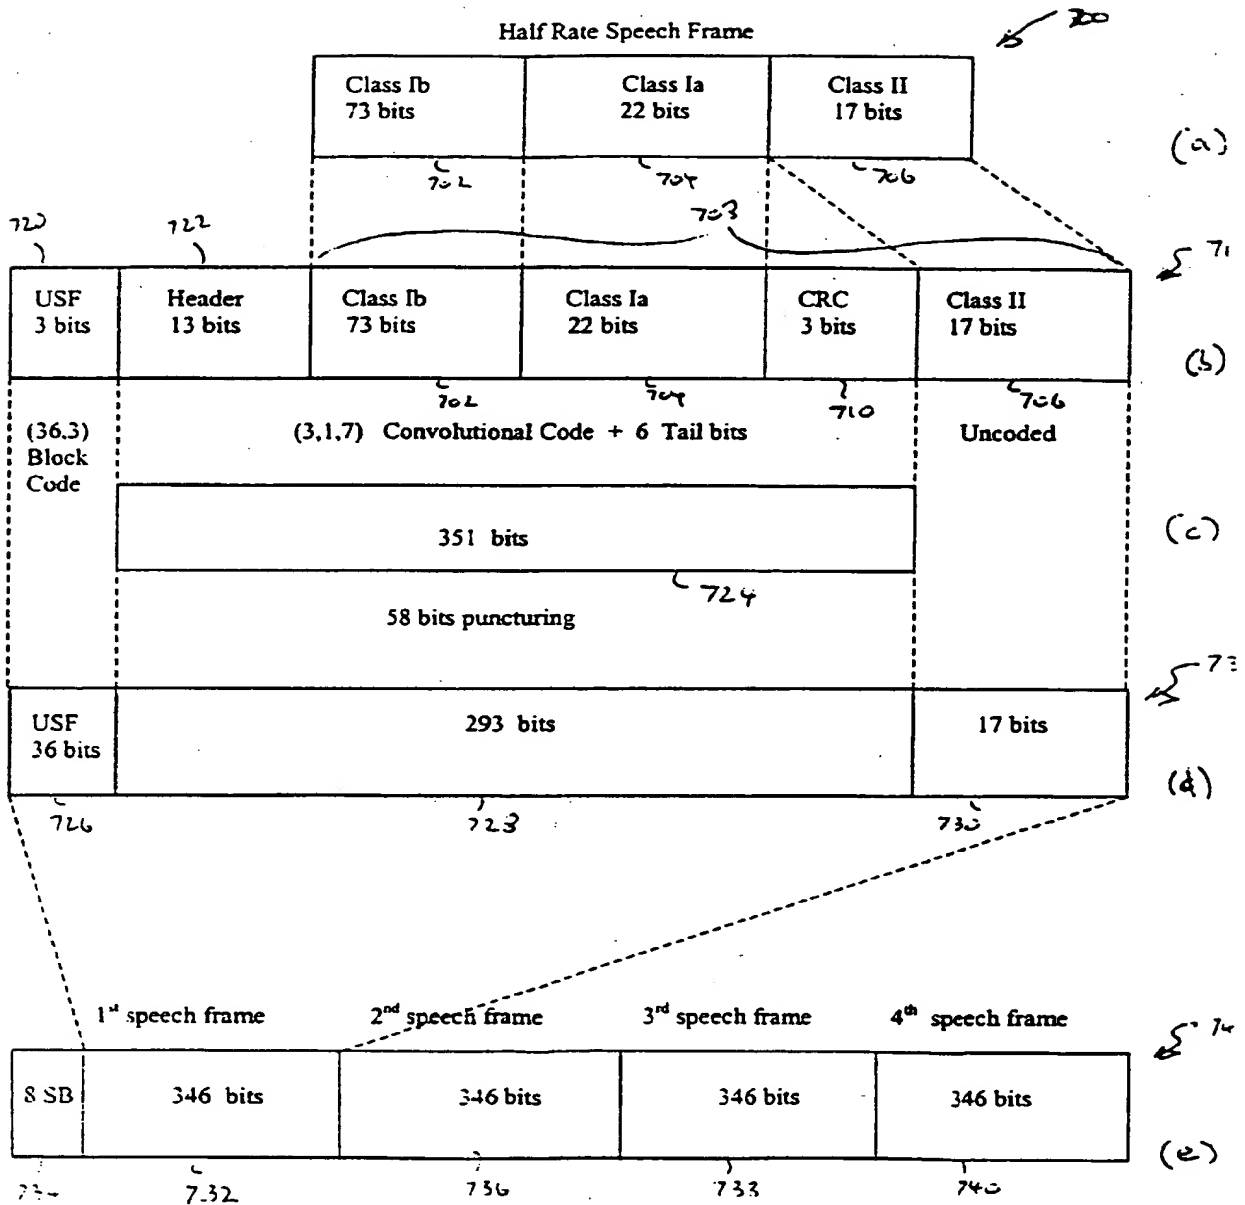 Half Rate Speech Frame
700
Class Ib
73 bits
Class Ia
22 bits
Class II
17 bits
(a)
702
704
706
708
720
722
USF
3 bits
Header
13 bits
Class Ib
73 bits
Class Ia
22 bits
CRC
3 bits
Class II
17 bits
(b)
702
704
710
706
(36.3)
Block
Code
(3,1,7) Convolutional Code + 6 Tail bits
Uncoded
351 bits
(c)
724
58 bits puncturing
USF
36 bits
293 bits
17 bits
(d)
726
728
730
1st speech frame
2nd speech frame
3rd speech frame
4th speech frame
8 SB
346 bits
346 bits
346 bits
346 bits
(e)
732
736
740